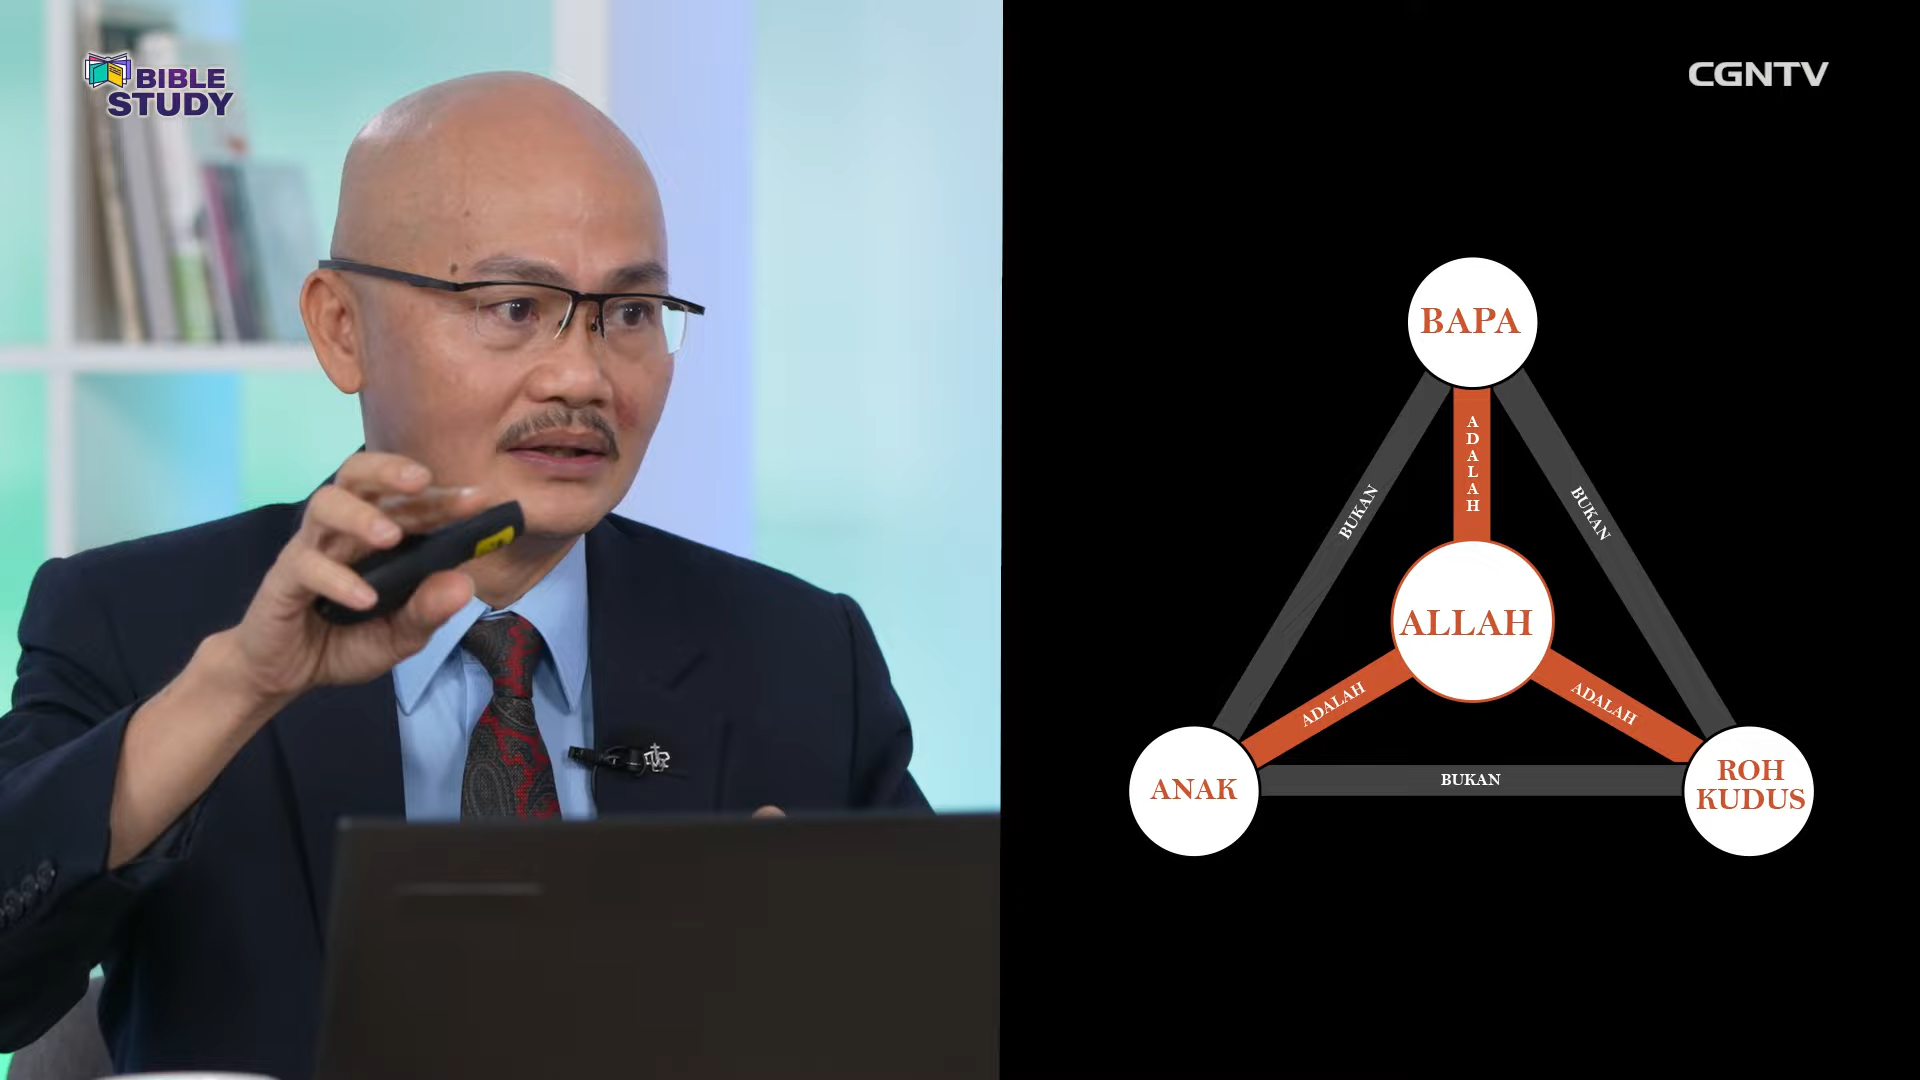 BIBLE
STUDY
CGNTV
BAPA
ADALAH
BUKAN
BUKAN
ALLAH
ADALAH
ADALAH
ANAK
BUKAN
ROH
KUDUS